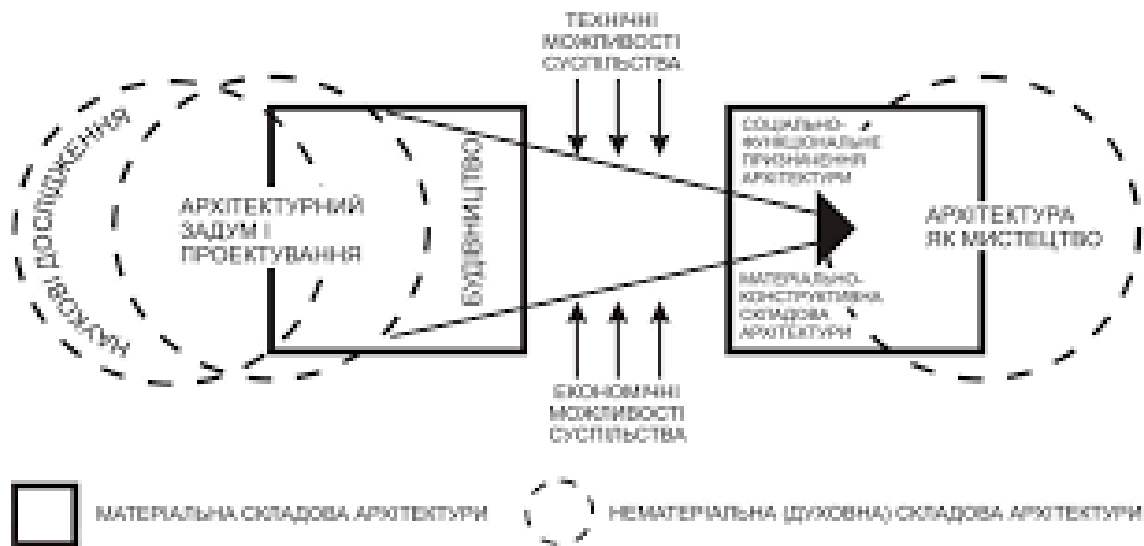 ТЕХНІЧНІ
МОЖЛИВОСТІ
СУСПІЛЬСТВА
НАУКОВІ ДОСЛІДЖЕННЯ
АРХІТЕКТУРНИЙ
ЗАДУМ І
ПРОЕКТУВАННЯ
БУДІВНИЦТВО
СОЦІАЛЬНО-
ФУНКЦІОНАЛЬНЕ
ПРИЗНАЧЕННЯ
АРХІТЕКТУРИ
АРХІТЕКТУРА
ЯК МИСТЕЦТВО
МАТЕРІАЛЬНО-
КОНСТРУКТИВНА
СКЛАДОВА
АРХІТЕКТУРИ
ЕКОНОМІЧНІ
МОЖЛИВОСТІ
СУСПІЛЬСТВА
МАТЕРІАЛЬНА СКЛАДОВА АРХІТЕКТУРИ
НЕМАТЕРІАЛЬНА (ДУХОВНА) СКЛАДОВА АРХІТЕКТУРИ